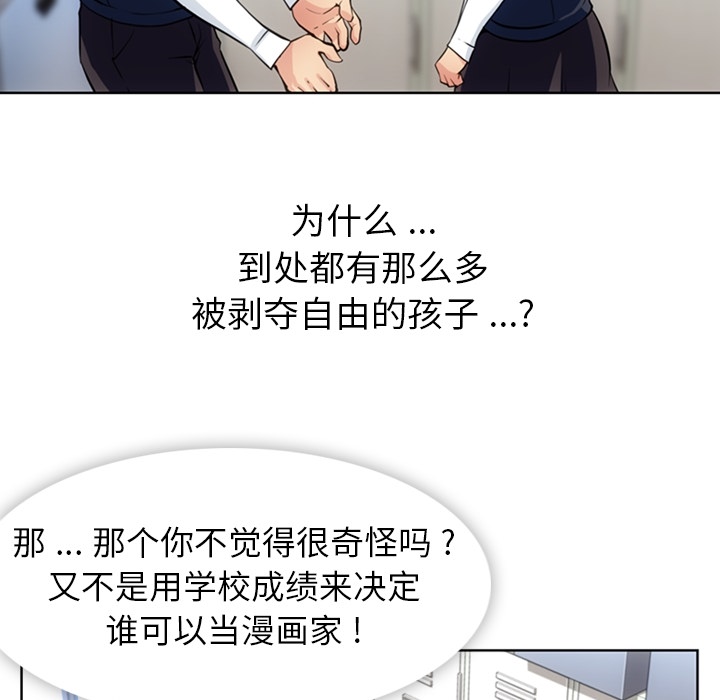 为什么 ...
到处都有那么多
被剥夺自由的孩子 ...?
那 ... 那个你不觉得很奇怪吗 ?
又不是用学校成绩来决定
谁可以当漫画家 !